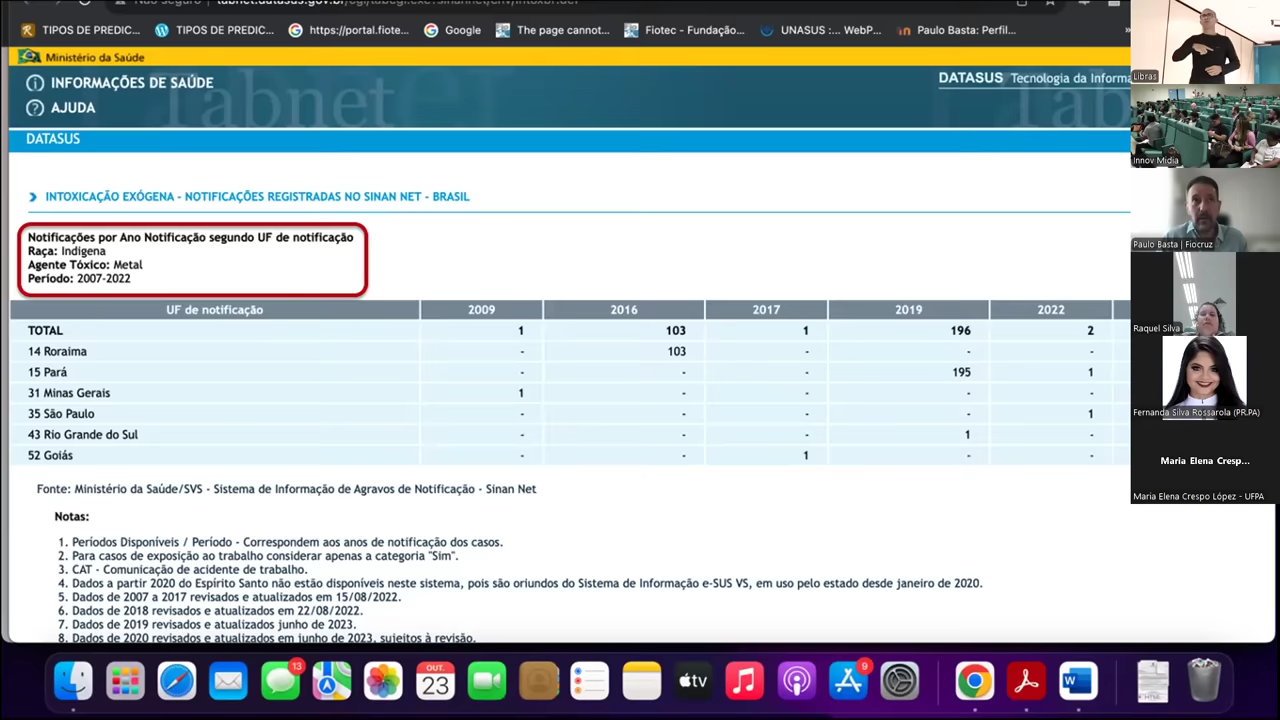 TIPOS DE PREDIC... TIPOS DE PREDIC... https://portal.fiote... Google The page cannot... Fiotec - Fundação... UNASUS :... WebP... Paulo Basta: Perfil... »
Ministério da Saúde
INFORMAÇÕES DE SAÚDE
AJUDA
Tabnet
DATASUS Tecnologia da Informa
DATASUS
INTOXICAÇÃO EXÓGENA - NOTIFICAÇÕES REGISTRADAS NO SINAN NET - BRASIL
Notificações por Ano Notificação segundo UF de notificação
Raça: Indígena
Agente Tóxico: Metal
Período: 2007-2022
UF de notificação 2009 2016 2017 2019 2022
TOTAL 1 103 1 196 2
14 Roraima - 103 - - -
15 Pará - - - 195 1
31 Minas Gerais 1 - - - -
35 São Paulo - - - - 1
43 Rio Grande do Sul - - - 1 -
52 Goiás - - 1 - -
Fonte: Ministério da Saúde/SVS - Sistema de Informação de Agravos de Notificação - Sinan Net
Notas:
1. Períodos Disponíveis / Período - Correspondem aos anos de notificação dos casos.
2. Para casos de exposição ao trabalho considerar apenas a categoria "Sim".
3. CAT - Comunicação de acidente de trabalho.
4. Dados a partir 2020 do Espírito Santo não estão disponíveis neste sistema, pois são oriundos do Sistema de Informação e-SUS VS, em uso pelo estado desde janeiro de 2020.
5. Dados de 2007 a 2017 revisados e atualizados em 15/08/2022.
6. Dados de 2018 revisados e atualizados em 22/08/2022.
7. Dados de 2019 revisados e atualizados junho de 2023.
8. Dados de 2020 revisados e atualizados em junho de 2023, sujeitos à revisão.
Libras
Innov Midia
Paulo Basta | Fiocruz
Raquel Silva
Fernanda Silva Rossarola (PR.PA)
Maria Elena Cresp...
Maria Elena Crespo López - UFPA
13
OUT.
23
tv
9
W